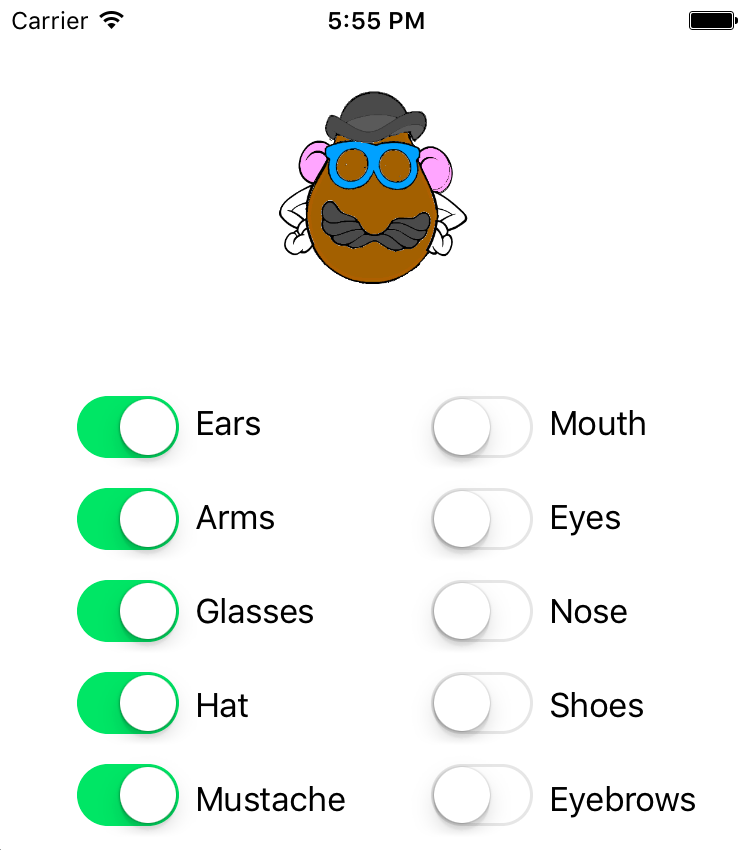 Carrier 5:55 PM
Ears Mouth
Arms Eyes
Glasses Nose
Hat Shoes
Mustache Eyebrows